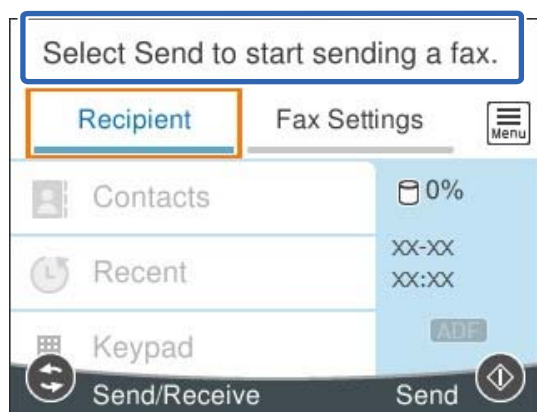 Select Send to start sending a fax.
Recipient
Fax Settings
Menu
Contacts
0%
XX-XX
Recent
XX:XX
ADF
Keypad
Send/Receive
Send